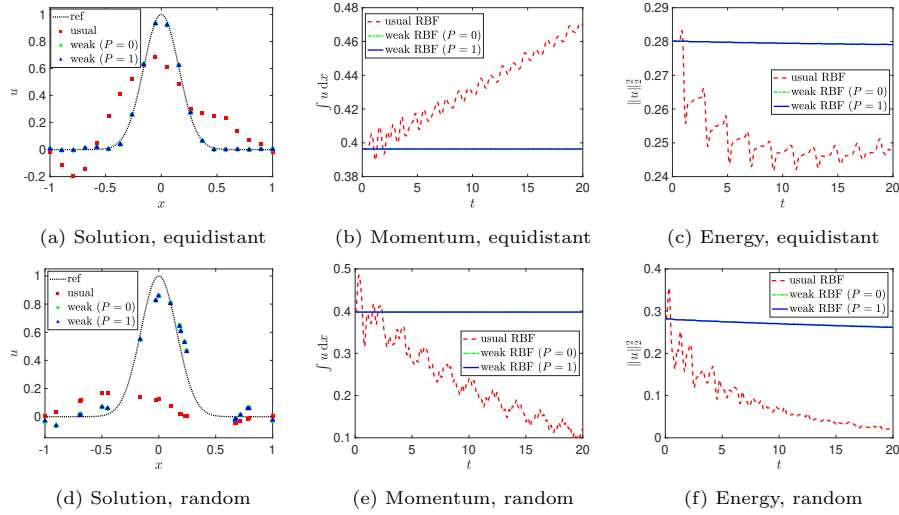 1
0.8
0.6
0.4
0.2
0
-0.2
u
ref
usual
weak (P = 0)
weak (P = 1)
-1 -0.5 0 0.5 1
x
(a) Solution, equidistant
0.48
0.46
0.44
0.42
0.4
0.38
∫ u dx
usual RBF
weak RBF (P = 0)
weak RBF (P = 1)
0 5 10 15 20
t
(b) Momentum, equidistant
0.29
0.28
0.27
0.26
0.25
0.24
||u||₂²
usual RBF
weak RBF (P = 0)
weak RBF (P = 1)
0 5 10 15 20
t
(c) Energy, equidistant
1
0.8
0.6
0.4
0.2
0
u
ref
usual
weak (P = 0)
weak (P = 1)
-1 -0.5 0 0.5 1
x
(d) Solution, random
0.5
0.4
0.3
0.2
0.1
∫ u dx
usual RBF
weak RBF (P = 0)
weak RBF (P = 1)
0 5 10 15 20
t
(e) Momentum, random
0.4
0.3
0.2
0.1
0
||u||₂²
usual RBF
weak RBF (P = 0)
weak RBF (P = 1)
0 5 10 15 20
t
(f) Energy, random